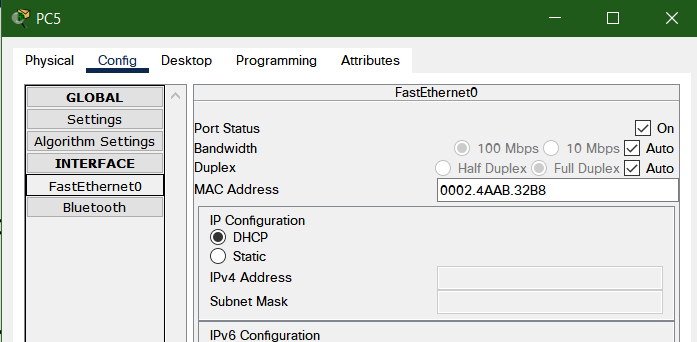 PC5
Physical Config Desktop Programming Attributes
GLOBAL
Settings
Algorithm Settings
INTERFACE
FastEthernet0
Bluetooth
FastEthernet0
Port Status On
Bandwidth 100 Mbps 10 Mbps Auto
Duplex Half Duplex Full Duplex Auto
MAC Address 0002.4AAB.32B8
IP Configuration
DHCP
Static
IPv4 Address
Subnet Mask
IPv6 Configuration